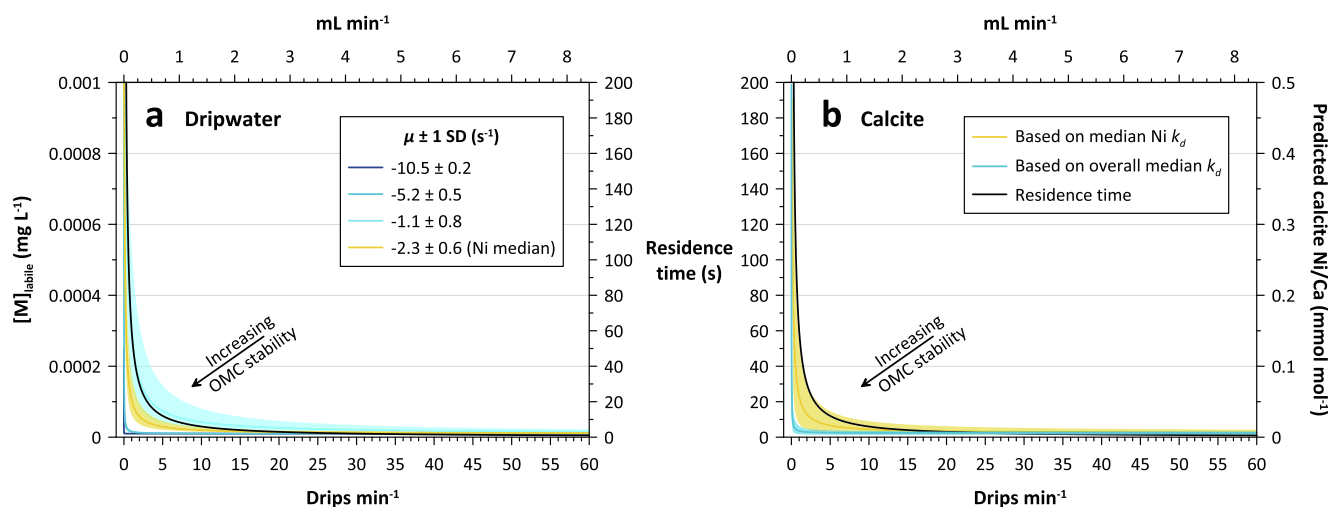 mL min⁻¹
0 1 2 3 4 5 6 7 8
a Dripwater
[M]labile (mg L⁻¹)
0.001
0.0008
0.0006
0.0004
0.0002
0
μ ± 1 SD (s⁻¹)
-10.5 ± 0.2
-5.2 ± 0.5
-1.1 ± 0.8
-2.3 ± 0.6 (Ni median)
Increasing
OMC stability
200
180
160
140
120
100
80
60
40
20
0
0 5 10 15 20 25 30 35 40 45 50 55 60
Drips min⁻¹
Residence
time (s)
mL min⁻¹
0 1 2 3 4 5 6 7 8
b Calcite
200
180
160
140
120
100
80
60
40
20
0
Based on median Ni kd
Based on overall median kd
Residence time
Increasing
OMC stability
0.5
0.4
0.3
0.2
0.1
0
Predicted calcite Ni/Ca (mmol mol⁻¹)
0 5 10 15 20 25 30 35 40 45 50 55 60
Drips min⁻¹